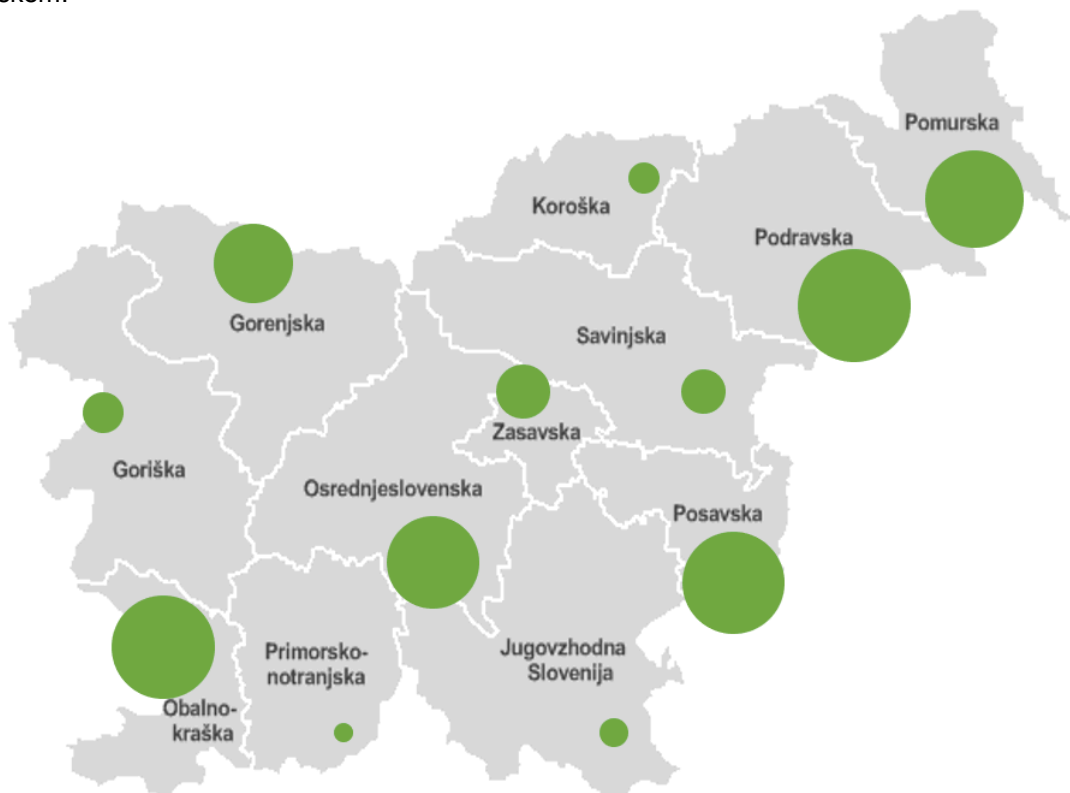 Pomurska
Koroška
Podravska
Gorenjska
Savinjska
Zasavska
Goriška
Osrednjeslovenska
Posavska
Primorsko-
notranjska
Jugovzhodna
Slovenija
Obalno-
kraška